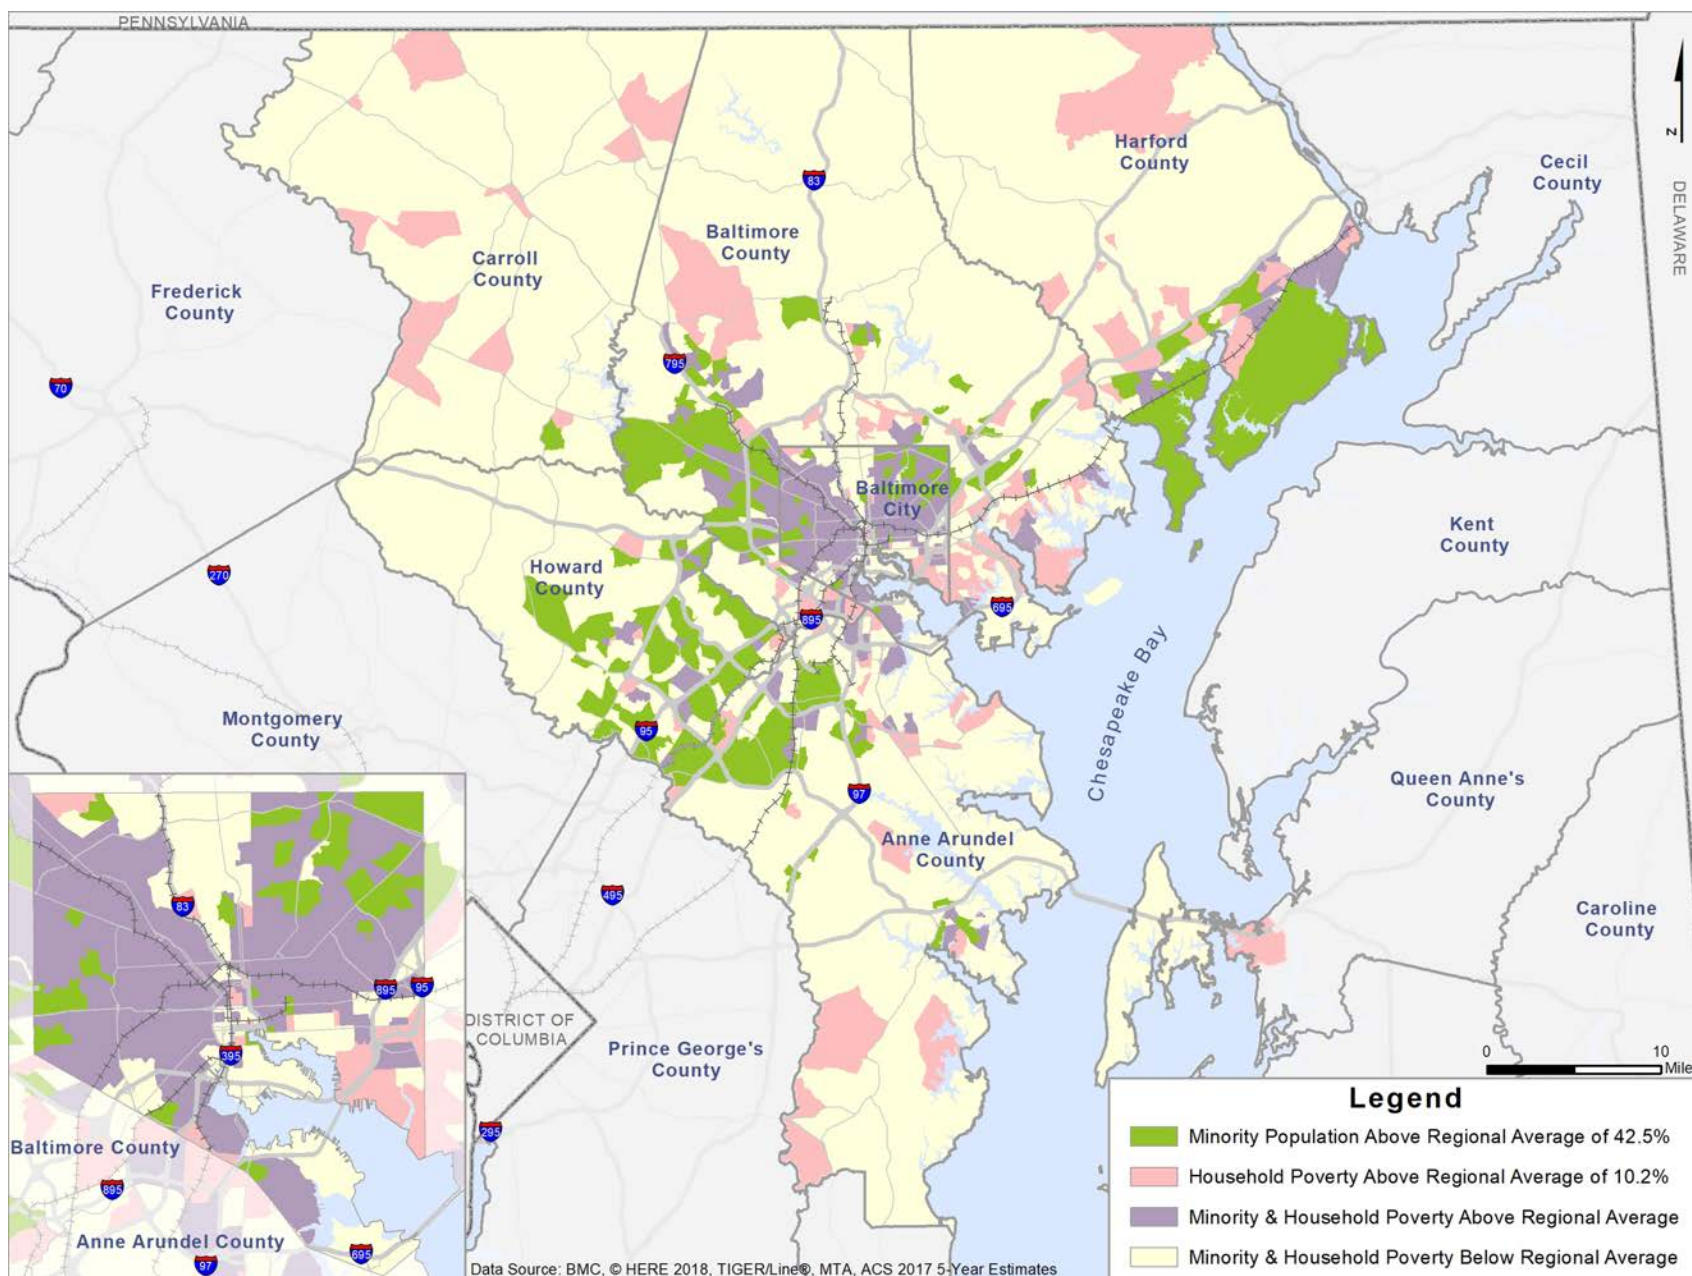 PENNSYLVANIA
DELAWARE
N
Harford
County
Cecil
County
83
Baltimore
County
Carroll
County
Frederick
County
795
70
Baltimore
City
Kent
County
Howard
County
270
895
695
Chesapeake Bay
Montgomery
County
95
97
Queen Anne's
County
Anne Arundel
County
495
Caroline
County
DISTRICT OF
COLUMBIA
Prince George's
County
295
83
895
95
395
Baltimore County
895
Anne Arundel County
97
695
0 10
Mile
Legend
Minority Population Above Regional Average of 42.5%
Household Poverty Above Regional Average of 10.2%
Minority & Household Poverty Above Regional Average
Minority & Household Poverty Below Regional Average
Data Source: BMC, © HERE 2018, TIGER/Line®, MTA, ACS 2017 5-Year Estimates